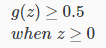 g(z) ≥ 0.5
when z ≥ 0